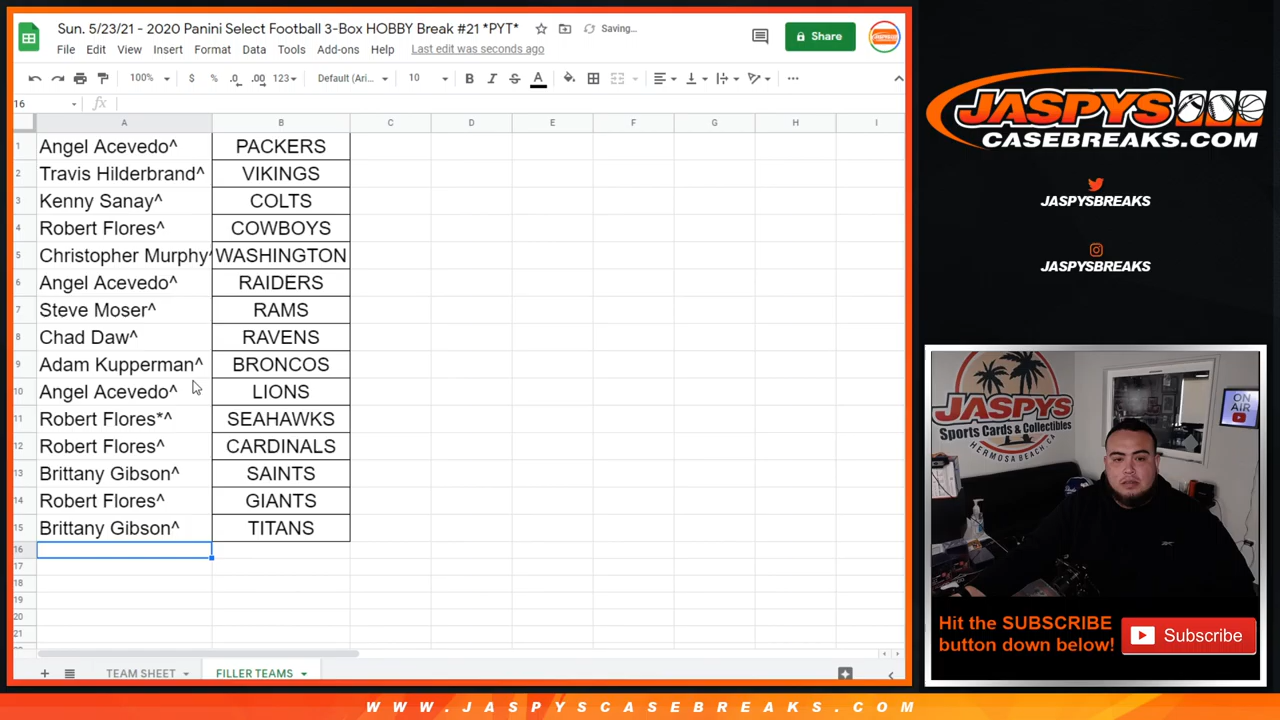 Sun. 5/23/21 - 2020 Panini Select Football 3-Box HOBBY Break #21 *PYT*
Saving...
Share
File Edit View Insert Format Data Tools Add-ons Help Last edit was seconds ago
100% $ % .0 .00 123 Default (Ari... 10 B I S A
16 fx
A B C D E F G H I
1 Angel Acevedo^ PACKERS
2 Travis Hilderbrand^ VIKINGS
3 Kenny Sanay^ COLTS
4 Robert Flores^ COWBOYS
5 Christopher Murphy^ WASHINGTON
6 Angel Acevedo^ RAIDERS
7 Steve Moser^ RAMS
8 Chad Daw^ RAVENS
9 Adam Kupperman^ BRONCOS
10 Angel Acevedo^ LIONS
11 Robert Flores*^ SEAHAWKS
12 Robert Flores^ CARDINALS
13 Brittany Gibson^ SAINTS
14 Robert Flores^ GIANTS
15 Brittany Gibson^ TITANS
16
17
18
19
20
21
TEAM SHEET FILLER TEAMS
JASPYS
CASEBREAKS.COM
JASPYSBREAKS
JASPYSBREAKS
JASPYS
Sports Cards & Collectibles
HERMOSA BEACH, CA
ON
AIR
Hit the SUBSCRIBE
button down below!
Subscribe
WWW.JASPYSCASEBREAKS.COM